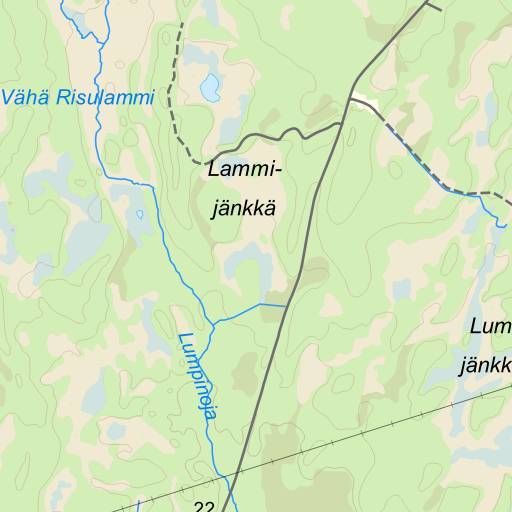 Vähä Risulammi
Lammi-
jänkkä
Lum
jänkk
Lumpinoja
22